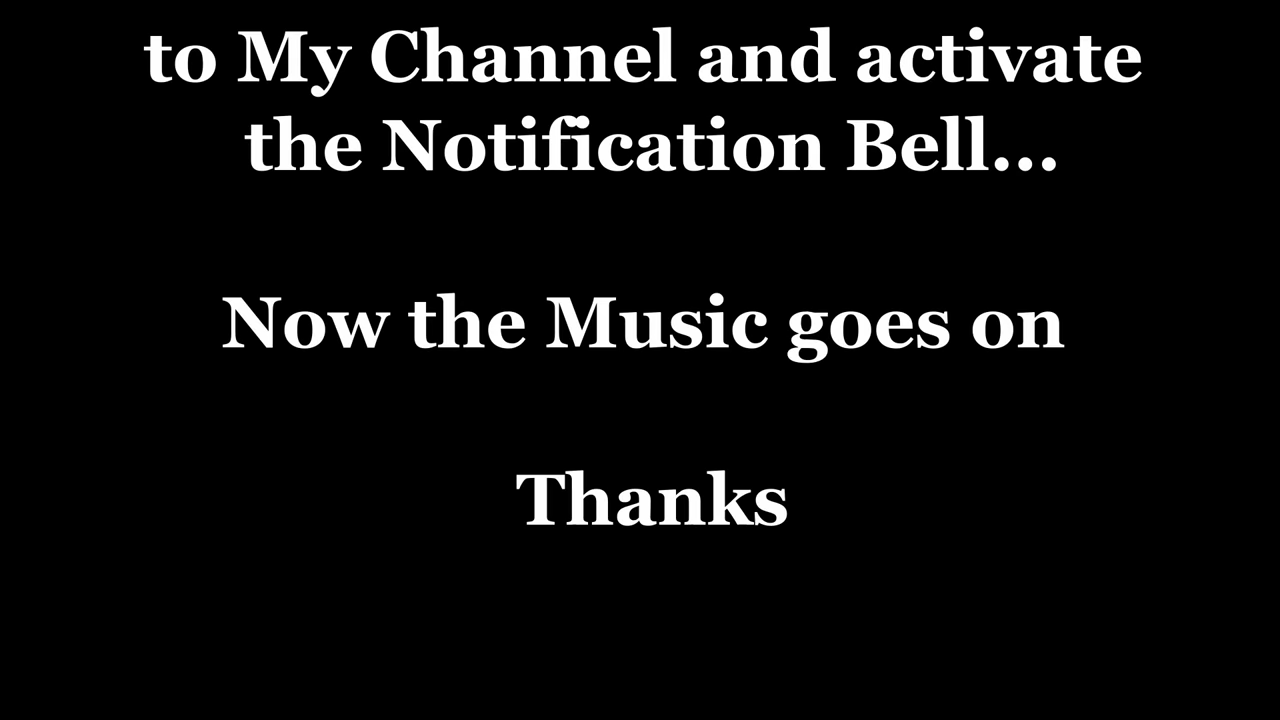 to My Channel and activate
the Notification Bell...
Now the Music goes on
Thanks